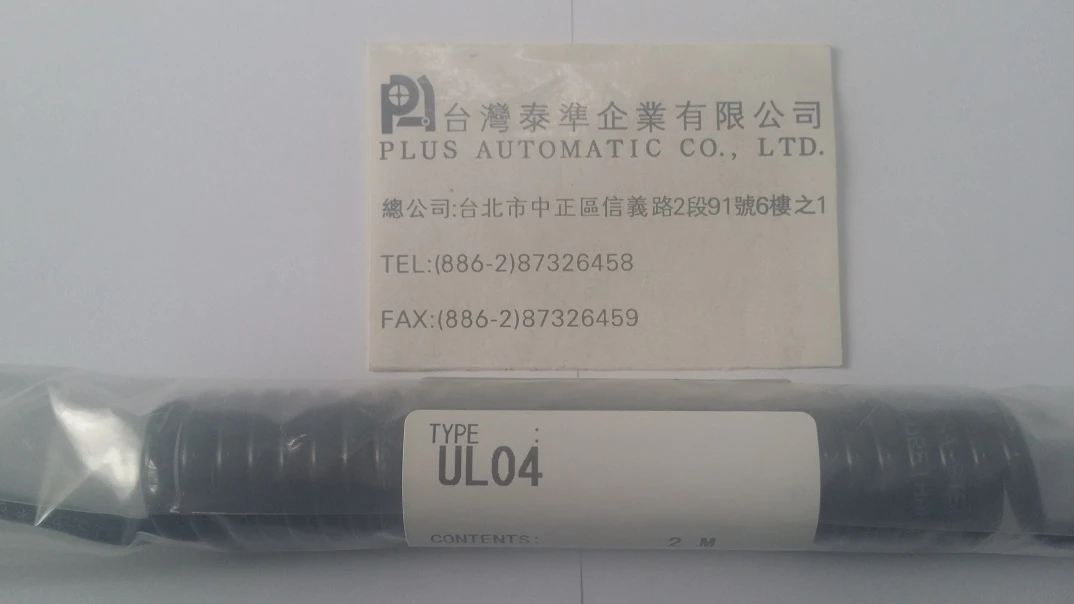 台灣泰準企業有限公司
PLUS AUTOMATIC CO., LTD.
總公司:台北市中正區信義路2段91號6樓之1
TEL:(886-2)87326458
FAX:(886-2)87326459
TYPE :
UL04
CONTENTS: 2 M